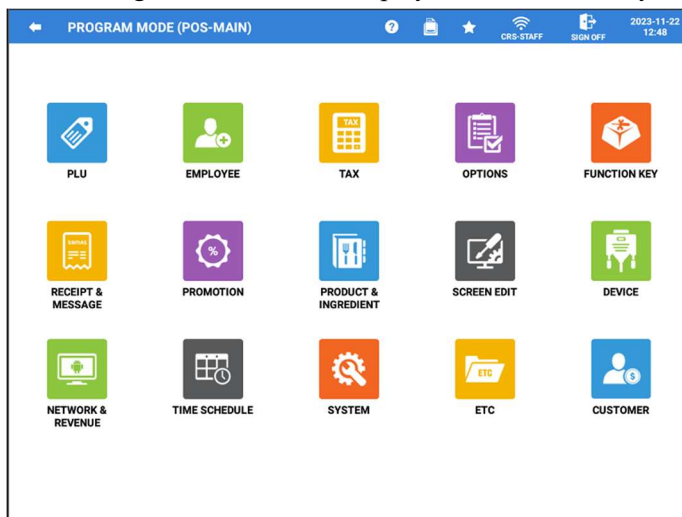 PROGRAM MODE (POS-MAIN)
?
CRS-STAFF
SIGN OFF
2023-11-22
12:48
PLU
EMPLOYEE
TAX
TAX
OPTIONS
FUNCTION KEY
RECEIPT &
MESSAGE
%
PROMOTION
PRODUCT &
INGREDIENT
SCREEN EDIT
DEVICE
NETWORK &
REVENUE
TIME SCHEDULE
SYSTEM
ETC
ETC
$
CUSTOMER